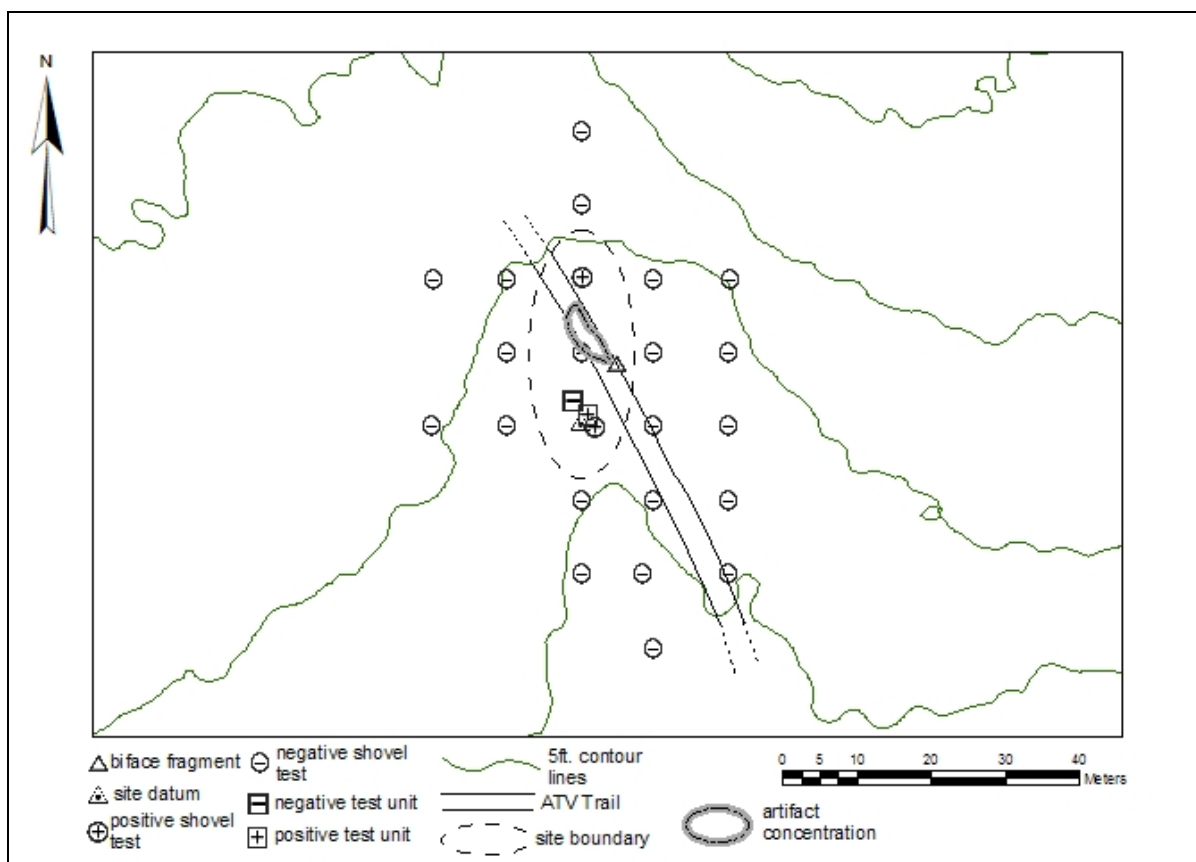 N
biface fragment
negative shovel
test
5ft. contour
lines
0 5 10 20 30 40
Meters
site datum
negative test unit
ATV Trail
positive shovel
test
positive test unit
site boundary
artifact
concentration